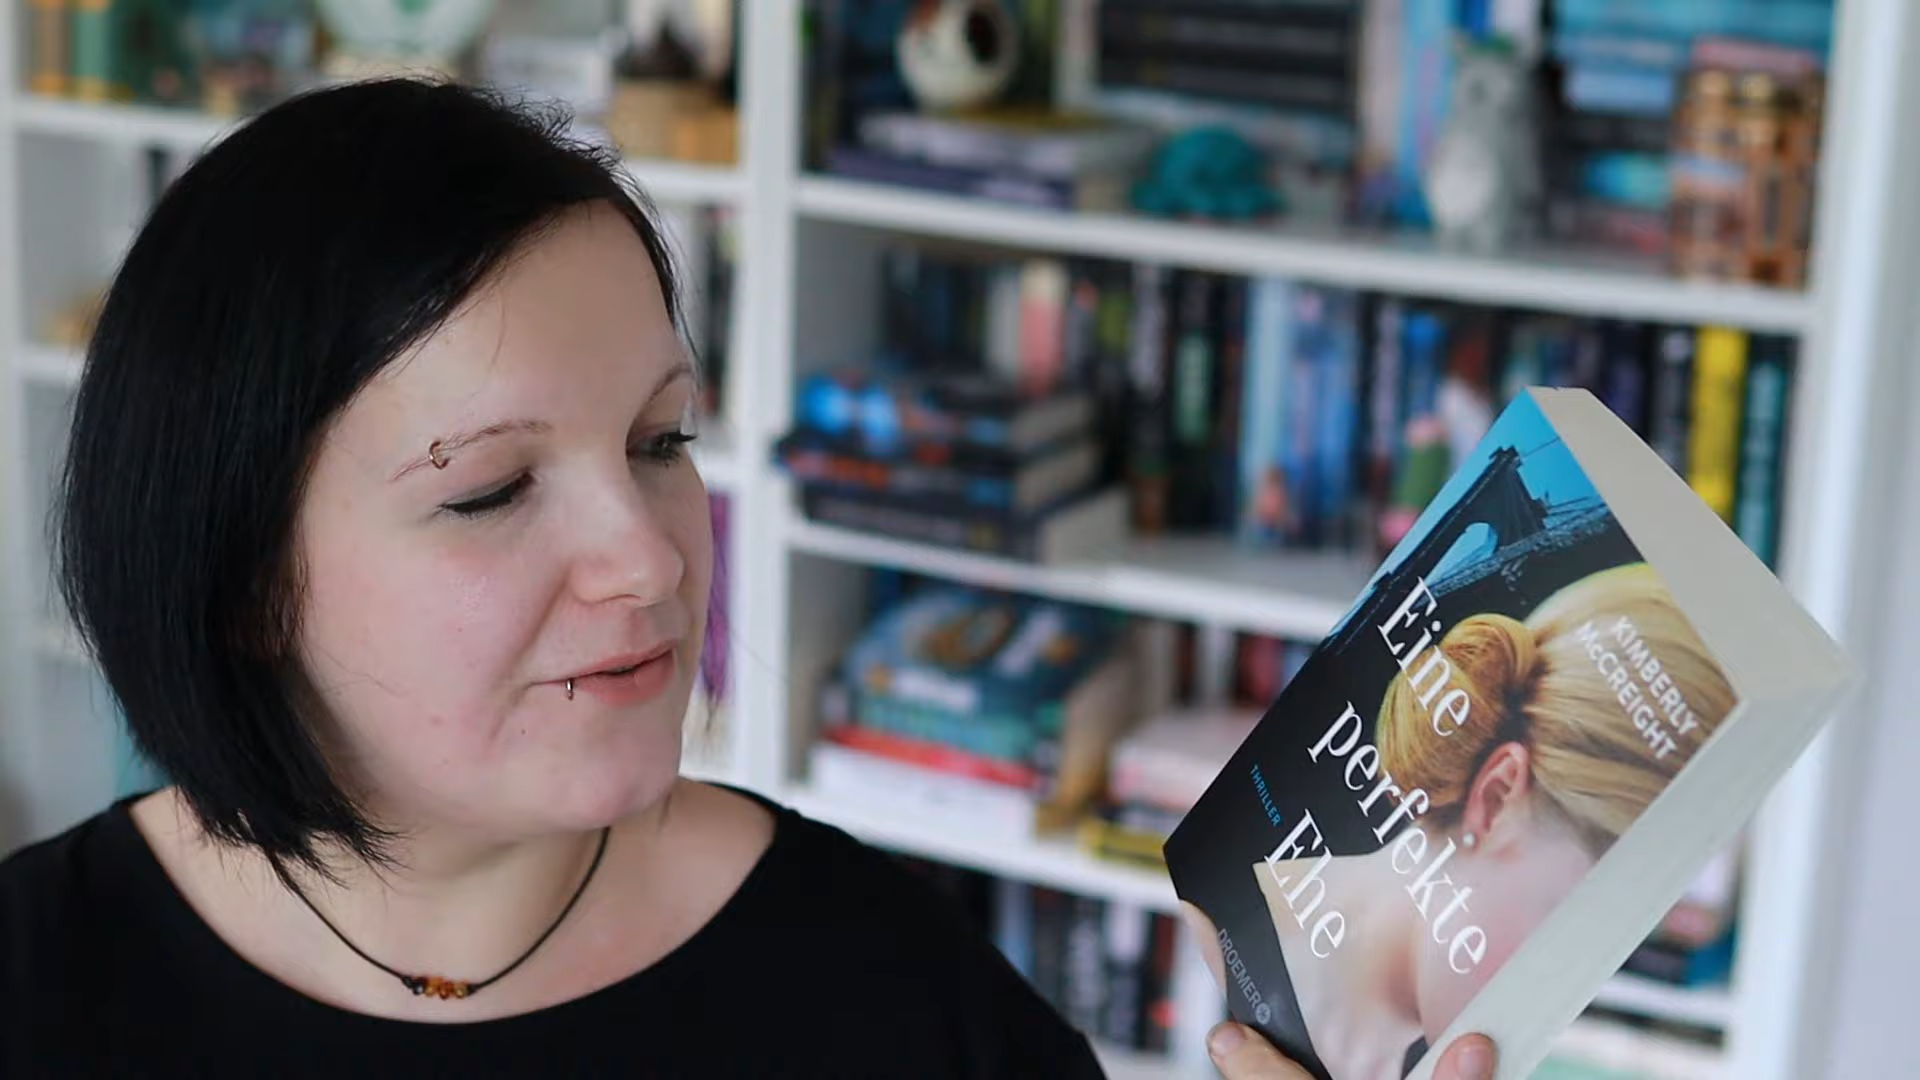 KIMBERLY
McCREIGHT
Eine
perfekte
Ehe
THRILLER
DROEMER